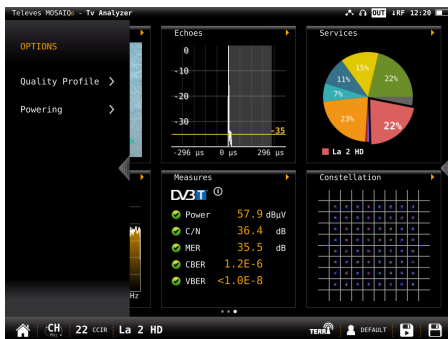 Televes MOSAIQ6 - Tv Analyzer
OUT ↓RF 12:20
OPTIONS
Quality Profile >
Powering >
Echoes
0
-10
-20
-30
-35
-296 µs 0 µs 296 µs
Services
15%
22%
11%
7%
23%
22%
La 2 HD
Hz
Measures
DVB T
Power 57.9 dBµV
C/N 36.4 dB
MER 35.5 dB
CBER 1.2E-6
VBER <1.0E-8
Constellation
CH 22 CCIR La 2 HD
TERR
DEFAULT